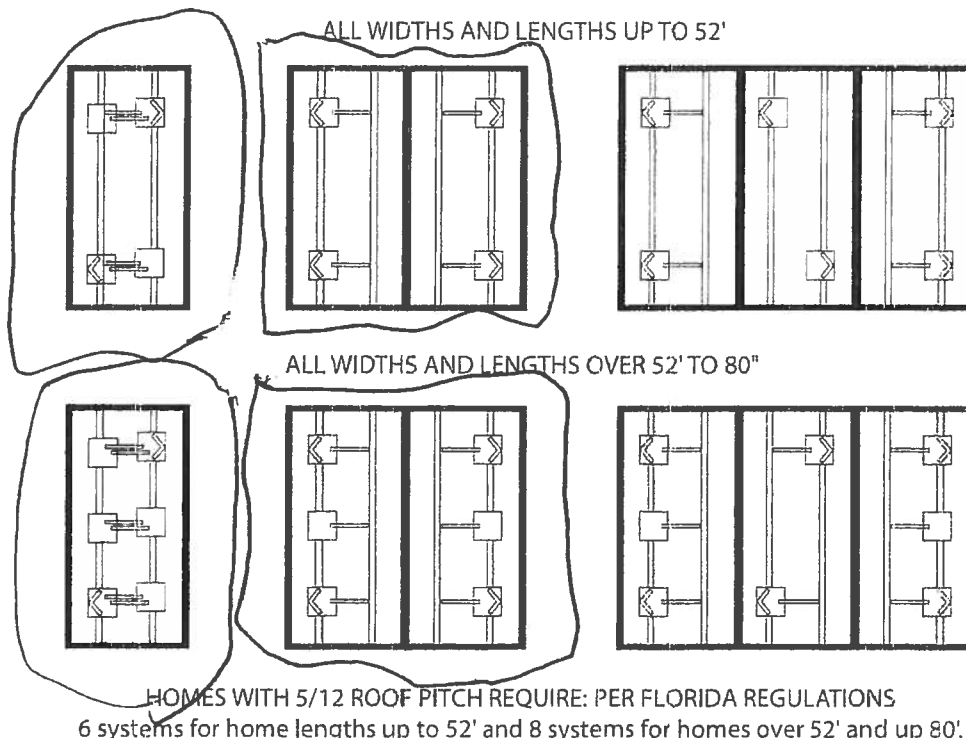 ALL WIDTHS AND LENGTHS UP TO 52'
ALL WIDTHS AND LENGTHS OVER 52' TO 80"
HOMES WITH 5/12 ROOF PITCH REQUIRE: PER FLORIDA REGULATIONS
6 systems for home lengths up to 52' and 8 systems for homes over 52' and up 80'.